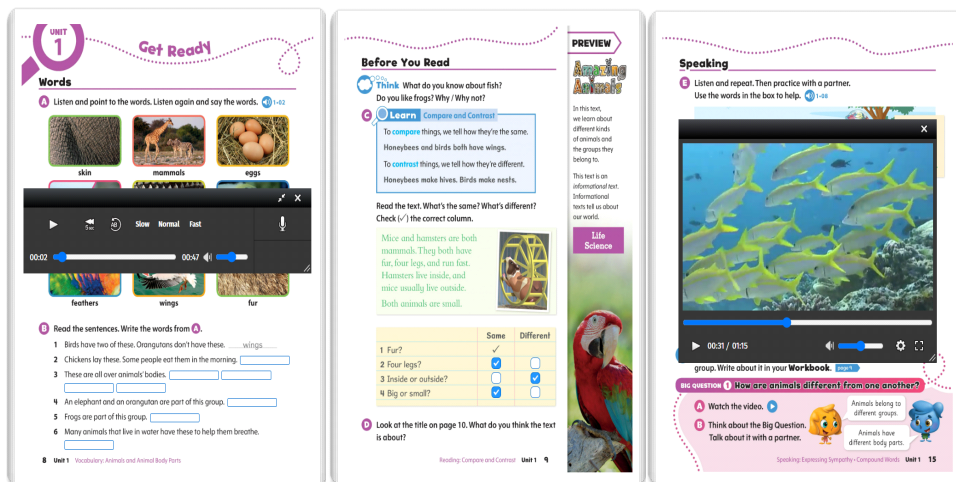 UNIT
1
Get Ready
Words
A Listen and point to the words. Listen again and say the words. 1-02
skin mammals eggs
5 sec AB Slow Normal Fast
00:02 00:47
feathers wings fur
B Read the sentences. Write the words from A.
1 Birds have two of these. Orangutans don't have these. wings
2 Chickens lay these. Some people eat them in the morning.
3 These are all over animals' bodies.
4 An elephant and an orangutan are part of this group.
5 Frogs are part of this group.
6 Many animals that live in water have these to help them breathe.
8 Unit 1 Vocabulary: Animals and Animal Body Parts
Before You Read
Think What do you know about fish?
Do you like frogs? Why / Why not?
C Learn Compare and Contrast
To compare things, we tell how they're the same.
Honeybees and birds both have wings.
To contrast things, we tell how they're different.
Honeybees make hives. Birds make nests.
Read the text. What's the same? What's different?
Check (✓) the correct column.
Mice and hamsters are both
mammals. They both have
fur, four legs, and run fast.
Hamsters live inside, and
mice usually live outside.
Both animals are small.
Same Different
1 Fur? ✓
2 Four legs?
3 Inside or outside?
4 Big or small?
D Look at the title on page 10. What do you think the text
is about?
Reading: Compare and Contrast Unit 1 9
PREVIEW
Amazing
Animals
In this text,
we learn about
different kinds
of animals and
the groups they
belong to.
This text is an
informational text.
Informational
texts tell us about
our world.
Life
Science
Speaking
E Listen and repeat. Then practice with a partner.
Use the words in the box to help. 1-08
00:31 / 01:15
group. Write about it in your Workbook. page 9
BIG QUESTION 1 How are animals different from one another?
A Watch the video.
B Think about the Big Question.
Talk about it with a partner.
Animals belong to
different groups.
Animals have
different body parts.
Speaking: Expressing Sympathy • Compound Words Unit 1 15